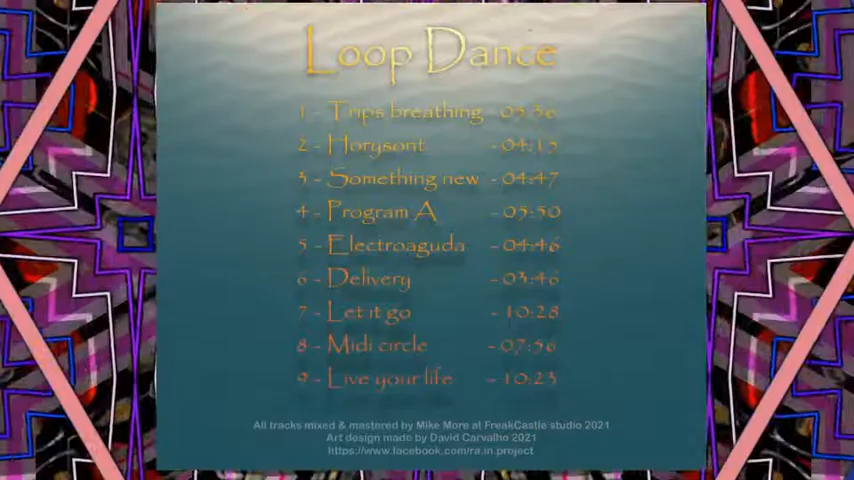 Loop Dance
1 - Trips breathing - 05:36
2 - Horysont - 04:15
3 - Something new - 04:47
4 - Program A - 05:50
5 - Electroaguda - 04:46
6 - Delivery - 03:46
7 - Let it go - 10:28
8 - Midi circle - 07:56
9 - Live your life - 10:23
All tracks mixed & mastered by Mike More at FreakCastle studio 2021
Art design made by David Carvalho 2021
https://www.facebook.com/ra.in.project